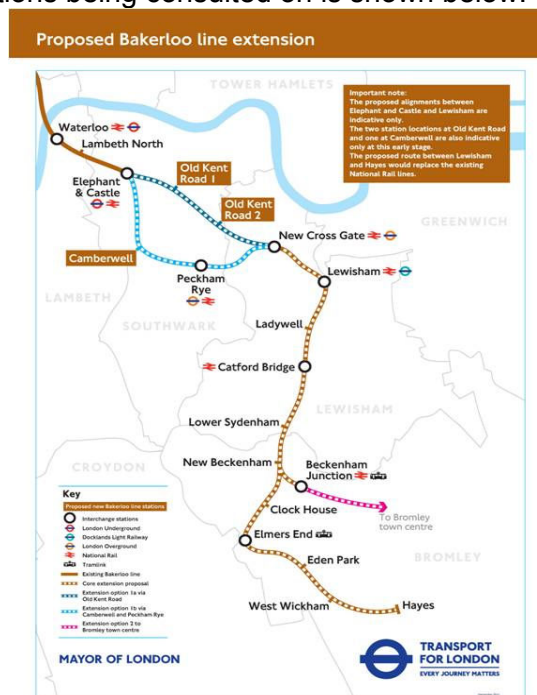 tions being consulted on is shown below.
Proposed Bakerloo line extension
TOWER HAMLETS
Important note:
The proposed alignments between
Elephant and Castle and Lewisham are
indicative only.
The two station locations at Old Kent Road
and one at Camberwell are also indicative
only at this early stage.
The proposed route between Lewisham
and Hayes would replace the existing
National Rail lines.
Waterloo
Lambeth North
Elephant
& Castle
Old Kent
Road 1
Old Kent
Road 2
GREENWICH
New Cross Gate
Camberwell
Peckham
Rye
Lewisham
LAMBETH
SOUTHWARK
Ladywell
Catford Bridge
LEWISHAM
Lower Sydenham
CROYDON
New Beckenham
Beckenham
Junction
Clock House
To Bromley
town centre
Elmers End
BROMLEY
Eden Park
West Wickham
Hayes
Key
Proposed new Bakerloo line stations
Interchange stations
London Underground
Docklands Light Railway
London Overground
National Rail
Tramlink
Existing Bakerloo line
Core extension proposal
Extension option 1a via
Old Kent Road
Extension option 1b via
Camberwell and Peckham Rye
Extension option 2 to
Bromley town centre
MAYOR OF LONDON
TRANSPORT
FOR LONDON
EVERY JOURNEY MATTERS